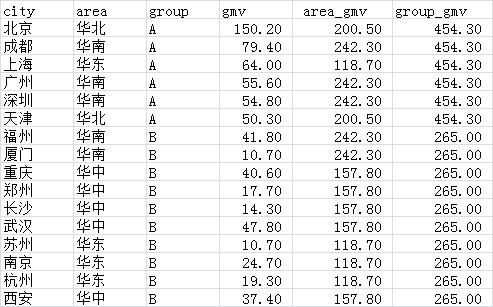 city area group gmv area_gmv group_gmv
北京 华北 A 150.20 200.50 454.30
成都 华南 A 79.40 242.30 454.30
上海 华东 A 64.00 118.70 454.30
广州 华南 A 55.60 242.30 454.30
深圳 华南 A 54.80 242.30 454.30
天津 华北 A 50.30 200.50 454.30
福州 华南 B 41.80 242.30 265.00
厦门 华南 B 10.70 242.30 265.00
重庆 华中 B 40.60 157.80 265.00
郑州 华中 B 17.70 157.80 265.00
长沙 华中 B 14.30 157.80 265.00
武汉 华中 B 47.80 157.80 265.00
苏州 华东 B 10.70 118.70 265.00
南京 华东 B 24.70 118.70 265.00
杭州 华东 B 19.30 118.70 265.00
西安 华中 B 37.40 157.80 265.00